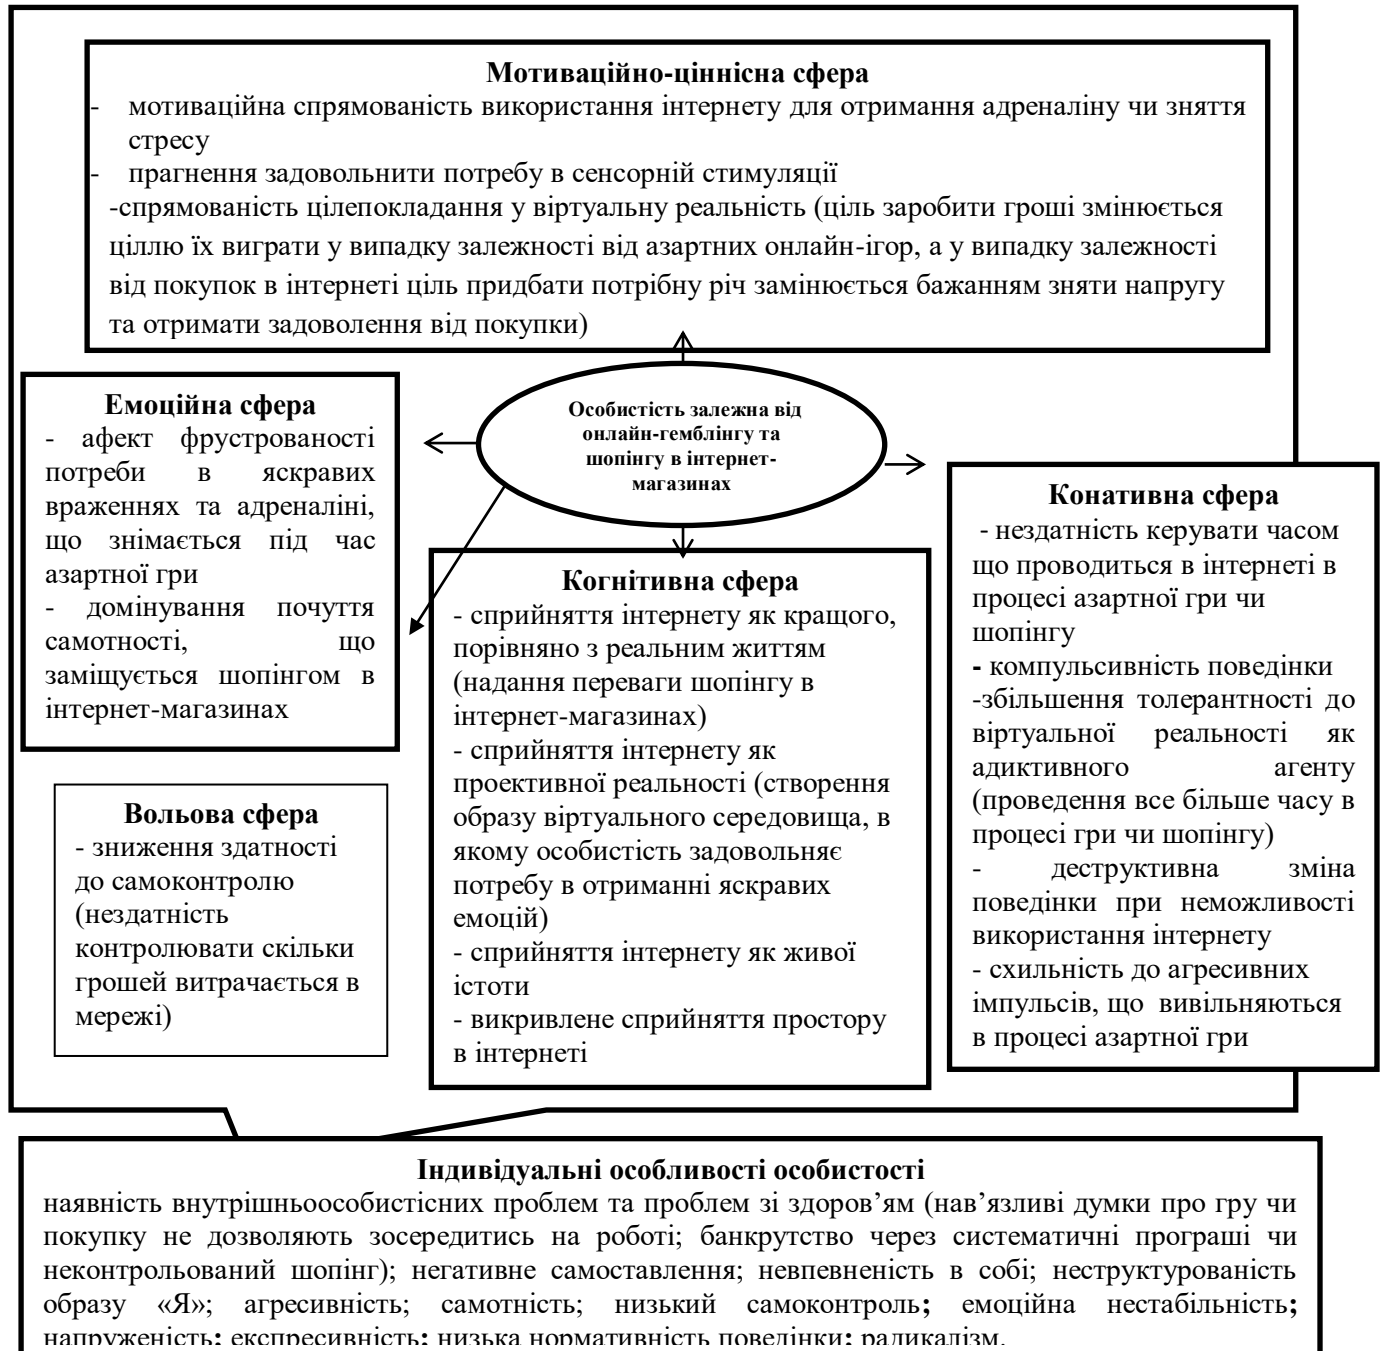 Мотиваційно-ціннісна сфера
- мотиваційна спрямованість використання інтернету для отримання адреналіну чи зняття
стресу
- прагнення задовольнити потребу в сенсорній стимуляції
-спрямованість цілепокладання у віртуальну реальність (ціль заробити гроші змінюється
ціллю їх виграти у випадку залежності від азартних онлайн-ігор, а у випадку залежності
від покупок в інтернеті ціль придбати потрібну річ замінюється бажанням зняти напругу
та отримати задоволення від покупки)
Емоційна сфера
- афект фрустрованості
потреби в яскравих
враженнях та адреналіні,
що знімається під час
азартної гри
- домінування почуття
самотності, що
заміщується шопінгом в
інтернет-магазинах
Особистість залежна від
онлайн-гемблінгу та
шопінгу в інтернет-
магазинах
Конативна сфера
- нездатність керувати часом
що проводиться в інтернеті в
процесі азартної гри чи
шопінгу
- компульсивність поведінки
-збільшення толерантності до
віртуальної реальності як
адиктивного агенту
(проведення все більше часу в
процесі гри чи шопінгу)
- деструктивна зміна
поведінки при неможливості
використання інтернету
- схильність до агресивних
імпульсів, що вивільняються
в процесі азартної гри
Когнітивна сфера
- сприйняття інтернету як кращого,
порівняно з реальним життям
(надання переваги шопінгу в
інтернет-магазинах)
- сприйняття інтернету як
проективної реальності (створення
образу віртуального середовища, в
якому особистість задовольняє
потребу в отриманні яскравих
емоцій)
- сприйняття інтернету як живої
істоти
- викривлене сприйняття простору
в інтернеті
Вольова сфера
- зниження здатності
до самоконтролю
(нездатність
контролювати скільки
грошей витрачається в
мережі)
Індивідуальні особливості особистості
наявність внутрішньоособистісних проблем та проблем зі здоров’ям (нав’язливі думки про гру чи
покупку не дозволяють зосередитись на роботі; банкрутство через систематичні програші чи
неконтрольований шопінг); негативне самоставлення; невпевненість в собі; неструктурованість
образу «Я»; агресивність; самотність; низький самоконтроль; емоційна нестабільність;
напруженість; експресивність; низька нормативність поведінки; радикалізм.